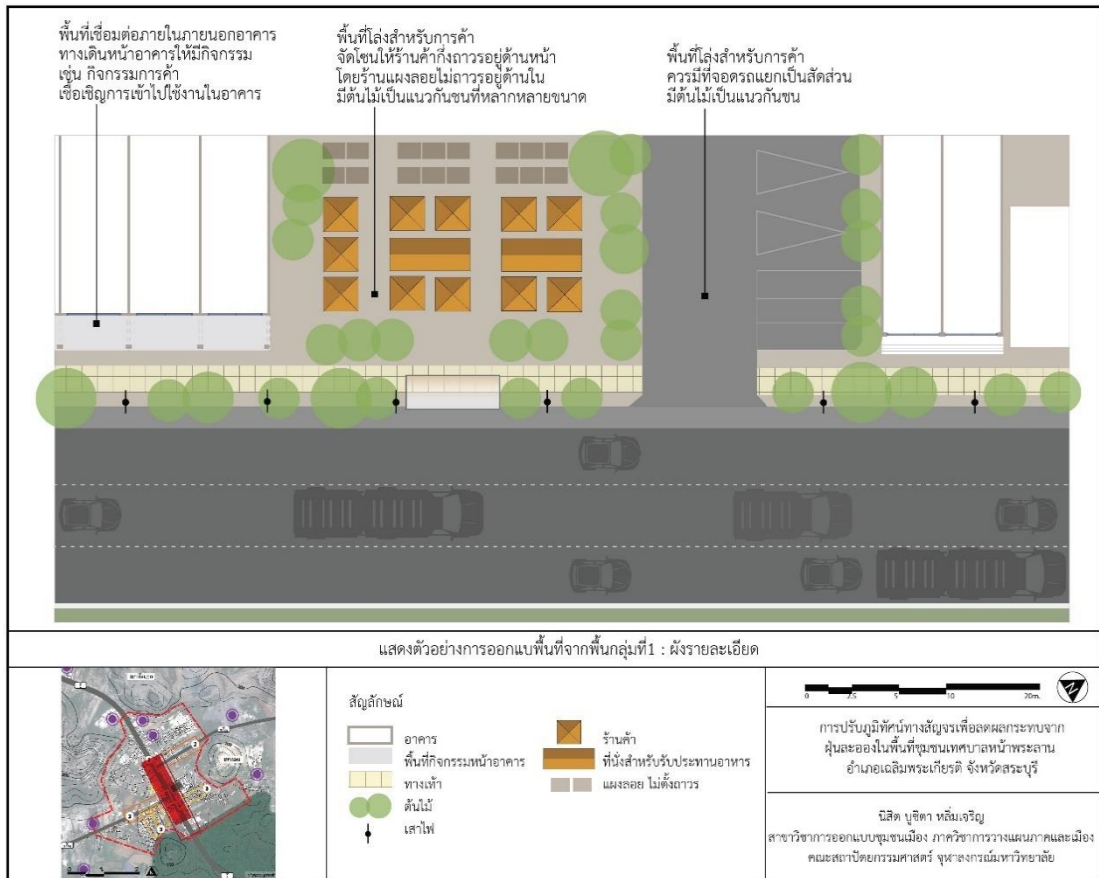 พื้นที่เชื่อมต่อภายในภายนอกอาคาร
ทางเดินหน้าอาคารให้มีกิจกรรม
เช่น กิจกรรมการค้า
เชื้อเชิญการเข้าไปใช้งานในอาคาร
พื้นที่โล่งสำหรับการค้า
จัดโซนให้ร้านค้ากึ่งถาวรอยู่ด้านหน้า
โดยร้านแผงลอยไม่ถาวรอยู่ด้านใน
มีต้นไม้เป็นแนวกันชนที่หลากหลายขนาด
พื้นที่โล่งสำหรับการค้า
ควรมีที่จอดรถแยกเป็นสัดส่วน
มีต้นไม้เป็นแนวกันชน
แสดงตัวอย่างการออกแบบพื้นที่จากพื้นกลุ่มที่1 : ผังรายละเอียด
สัญลักษณ์
อาคาร
พื้นที่กิจกรรมหน้าอาคาร
ทางเท้า
ต้นไม้
เสาไฟ
ร้านค้า
ที่นั่งสำหรับรับประทานอาหาร
แผงลอย ไม่ตั้งถาวร
0 2.5 5 10 20m.
การปรับภูมิทัศน์ทางสัญจรเพื่อลดผลกระทบจาก
ฝุ่นละอองในพื้นที่ชุมชนเทศบาลหน้าพระลาน
อำเภอเฉลิมพระเกียรติ จังหวัดสระบุรี
นิสิต บูชิตา หลิ่มเจริญ
สาขาวิชาการออกแบบชุมชนเมือง ภาควิชาการวางแผนภาคและเมือง
คณะสถาปัตยกรรมศาสตร์ จุฬาลงกรณ์มหาวิทยาลัย